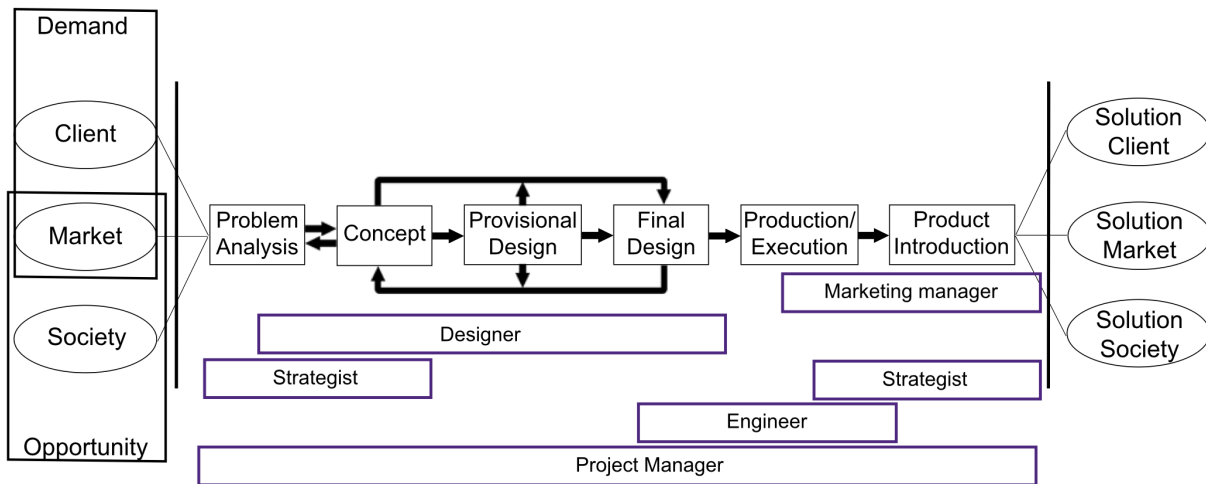 Demand
Client
Market
Society
Opportunity
Problem
Analysis
Concept
Provisional
Design
Final
Design
Production/
Execution
Product
Introduction
Marketing manager
Designer
Strategist
Strategist
Engineer
Project Manager
Solution
Client
Solution
Market
Solution
Society